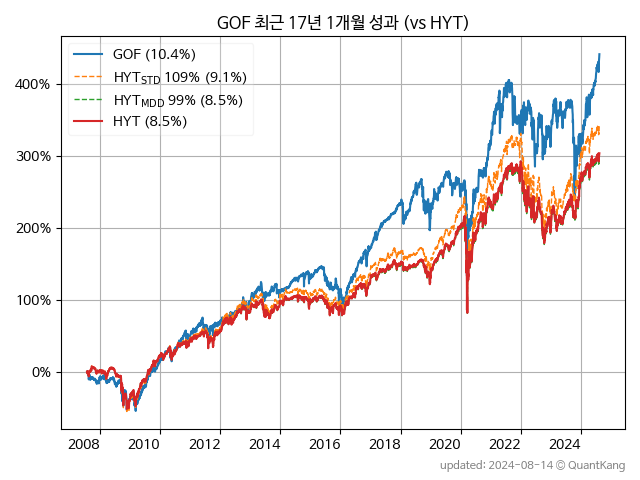 GOF 최근 17년 1개월 성과 (vs HYT)
GOF (10.4%)
HYT_STD 109% (9.1%)
HYT_MDD 99% (8.5%)
HYT (8.5%)
400%
300%
200%
100%
0%
2008 2010 2012 2014 2016 2018 2020 2022 2024
updated: 2024-08-14 © QuantKang